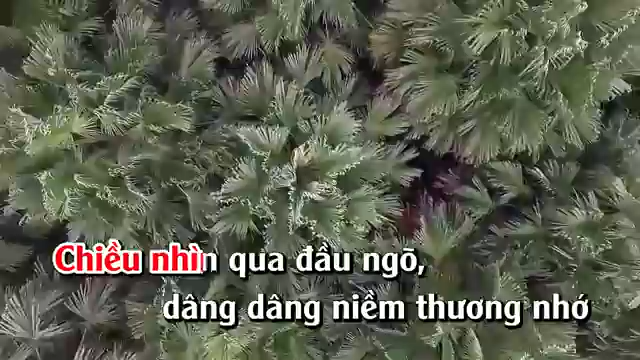 Chiều nhìn qua đầu ngõ,
dâng dâng niềm thương nhớ